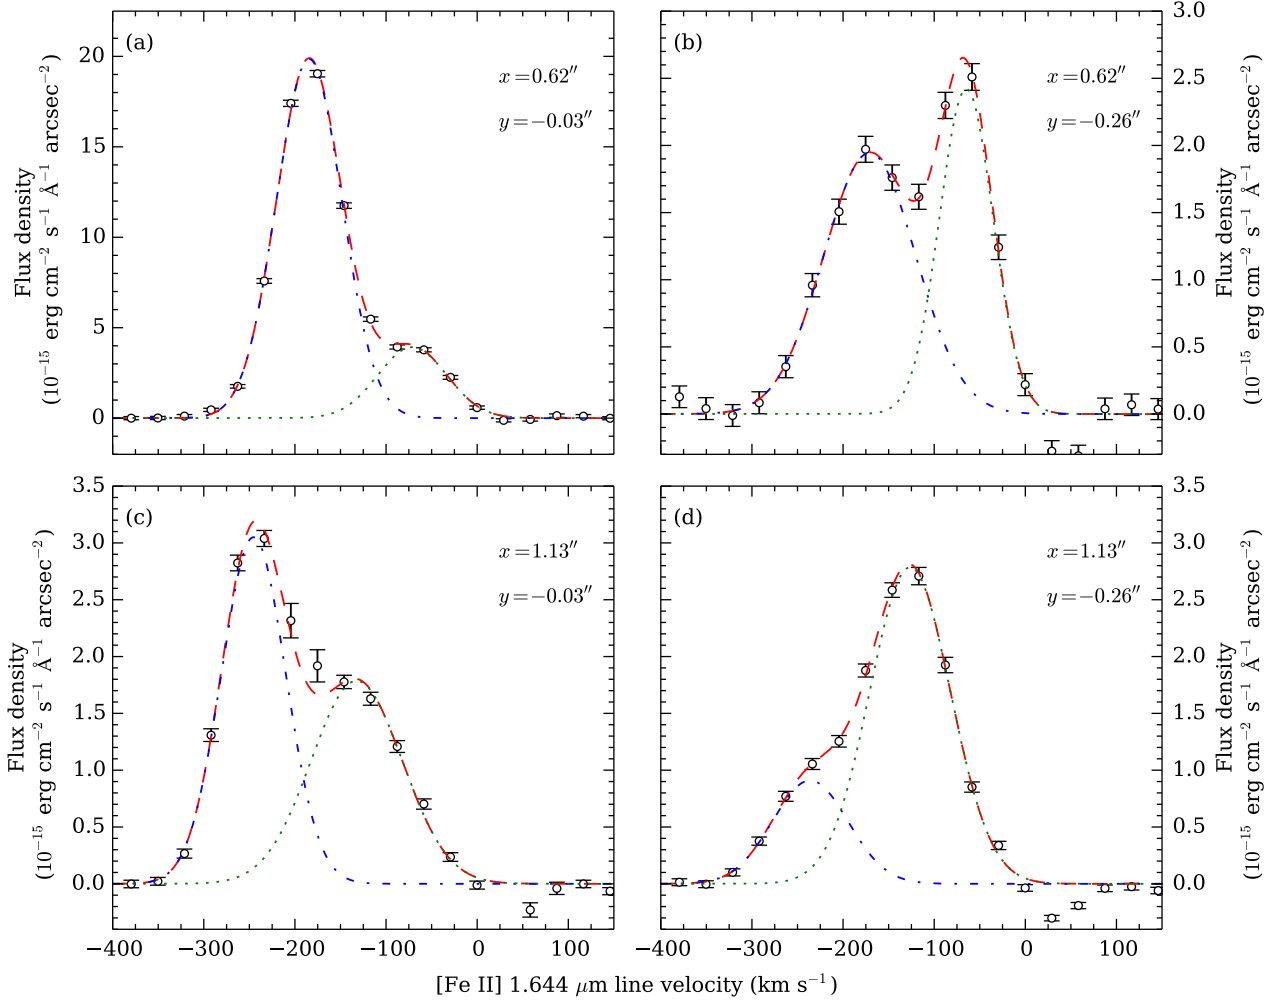 (a)
x=0.62″
y=−0.03″
20
15
10
5
0
Flux density
(10⁻¹⁵ erg cm⁻² s⁻¹ Å⁻¹ arcsec⁻²)
(b)
x=0.62″
y=−0.26″
3.0
2.5
2.0
1.5
1.0
0.5
0.0
Flux density
(10⁻¹⁵ erg cm⁻² s⁻¹ Å⁻¹ arcsec⁻²)
(c)
x=1.13″
y=−0.03″
3.5
3.0
2.5
2.0
1.5
1.0
0.5
0.0
Flux density
(10⁻¹⁵ erg cm⁻² s⁻¹ Å⁻¹ arcsec⁻²)
−400 −300 −200 −100 0 100
(d)
x=1.13″
y=−0.26″
3.5
3.0
2.5
2.0
1.5
1.0
0.5
0.0
Flux density
(10⁻¹⁵ erg cm⁻² s⁻¹ Å⁻¹ arcsec⁻²)
−400 −300 −200 −100 0 100
[Fe II] 1.644 μm line velocity (km s⁻¹)